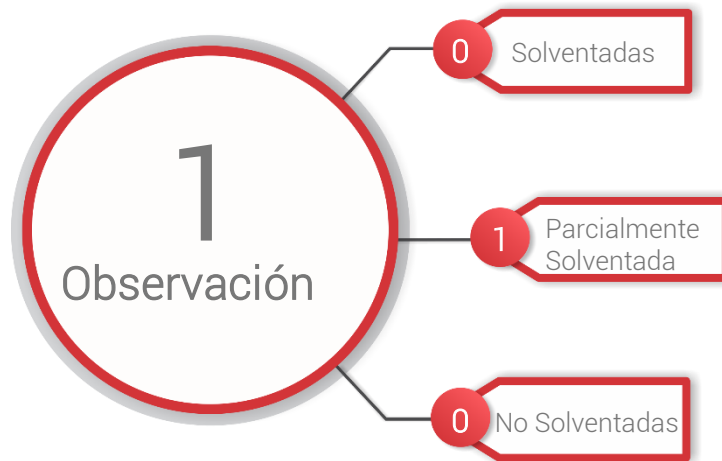 1
Observación
0
Solventadas
1
Parcialmente
Solventada
0
No Solventadas